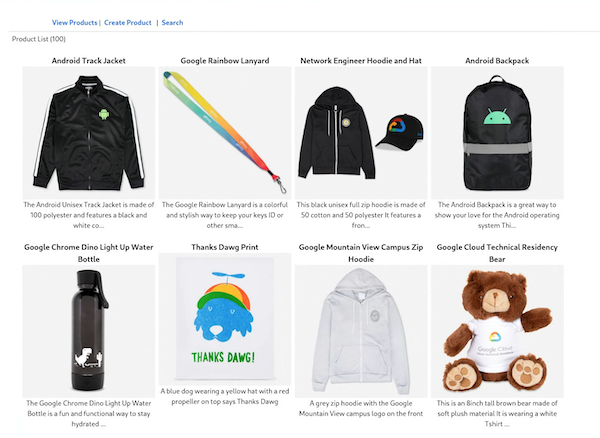 View Products | Create Product | Search
Product List (100)
Android Track Jacket
The Android Unisex Track Jacket is made of
100 polyester and features a black and
white co...
Google Rainbow Lanyard
The Google Rainbow Lanyard is a colorful
and stylish way to keep your keys ID or
other sma...
Network Engineer Hoodie and Hat
This black unisex full zip hoodie is made of
50 cotton and 50 polyester It features a
fron...
Android Backpack
The Android Backpack is a great way to
show your love for the Android operating
system Thi...
Google Chrome Dino Light Up Water
Bottle
The Google Chrome Dino Light Up Water
Bottle is a fun and functional way to stay
hydrated ...
Thanks Dawg Print
THANKS DAWG!
A blue dog wearing a yellow hat with a red
propeller on top says Thanks Dawg
Google Mountain View Campus Zip
Hoodie
A grey zip hoodie with the Google
Mountain View campus logo on the front
Google Cloud Technical Residency
Bear
Google Cloud
This is an 8inch tall brown bear made of
soft plush material It is wearing a white
Tshirt ...